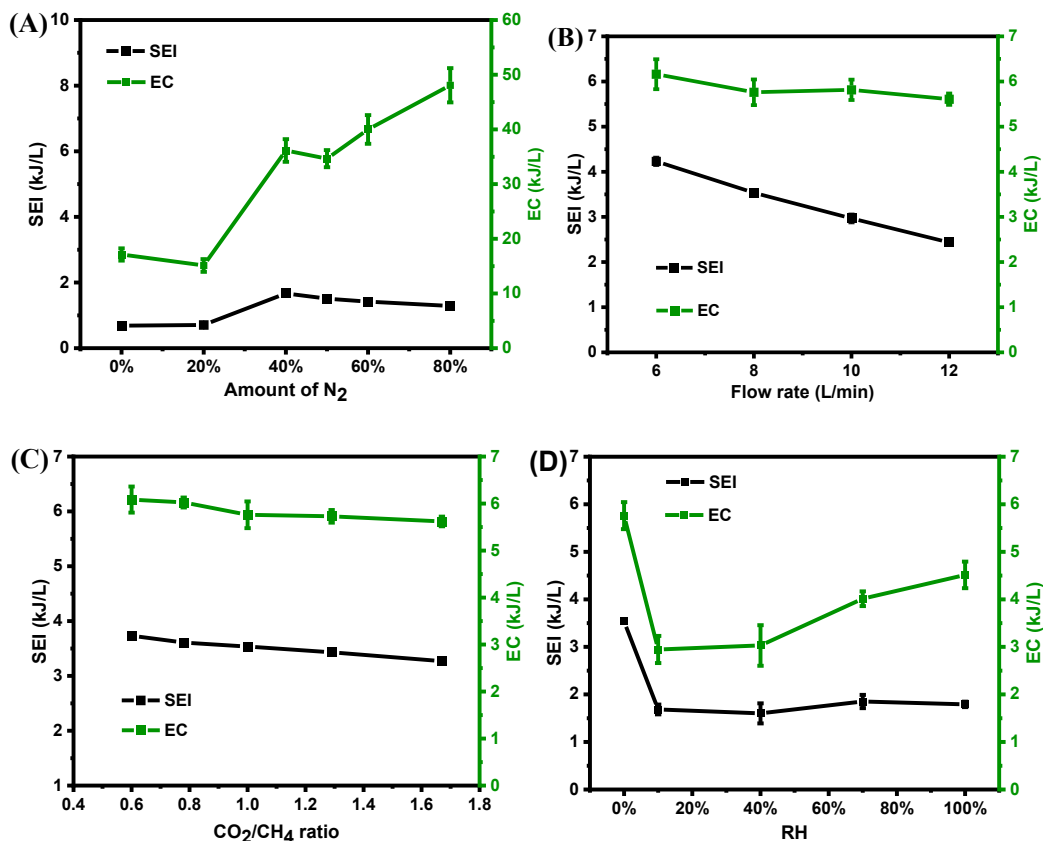 (A)
SEI
EC
10
8
6
4
2
0
60
50
40
30
20
10
0
SEI (kJ/L)
EC (kJ/L)
0% 20% 40% 60% 80%
Amount of N2
(B)
SEI
EC
7
6
5
4
3
2
1
0
7
6
5
4
3
2
1
0
SEI (kJ/L)
EC (kJ/L)
6 8 10 12
Flow rate (L/min)
(C)
SEI
EC
7
6
5
4
3
2
1
7
6
5
4
3
2
1
0
SEI (kJ/L)
EC (kJ/L)
0.4 0.6 0.8 1.0 1.2 1.4 1.6 1.8
CO2/CH4 ratio
(D)
SEI
EC
7
6
5
4
3
2
1
0
7
6
5
4
3
2
1
0
SEI (kJ/L)
EC (kJ/L)
0% 20% 40% 60% 80% 100%
RH